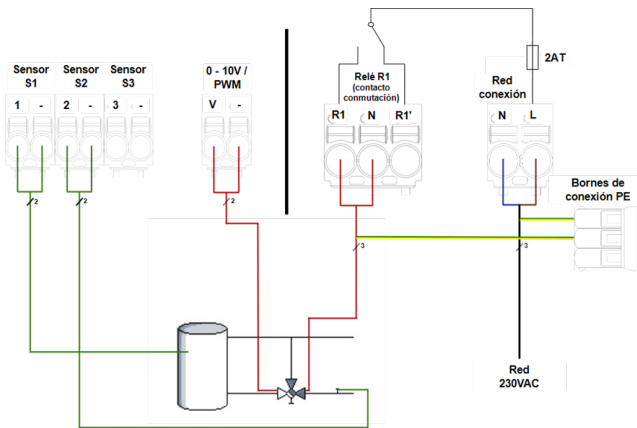 2AT
Sensor
S1
Sensor
S2
Sensor
S3
0 - 10V /
PWM
Relé R1
(contacto
conmutación)
Red
conexión
1 - 2 - 3 -
V -
R1 N R1'
N L
Bornes de
conexión PE
2
2
2
3
3
Red
230VAC